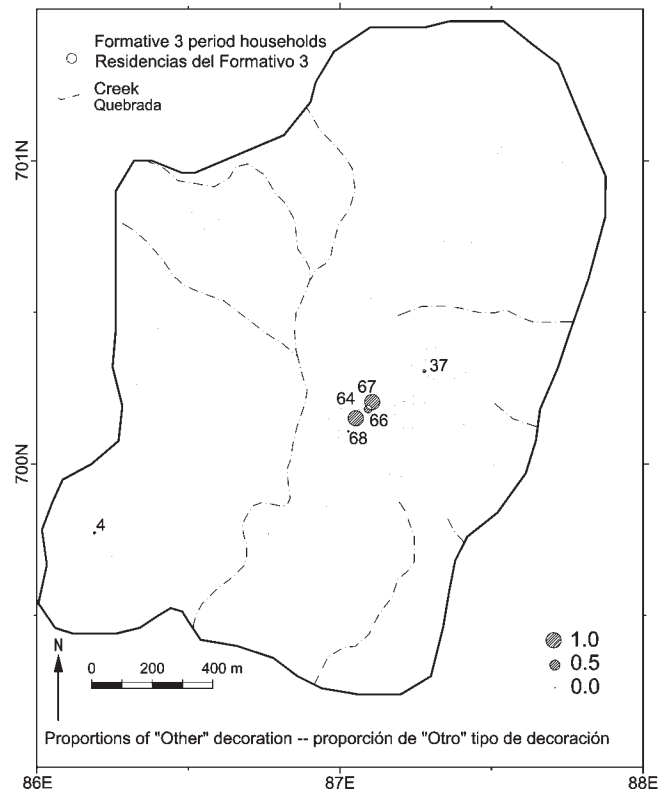 Formative 3 period households
Residencias del Formativo 3
Creek
Quebrada
701N
37
67
64
66
68
700N
4
N
0 200 400 m
1.0
0.5
0.0
Proportions of "Other" decoration -- proporción de "Otro" tipo de decoración
86E 87E 88E